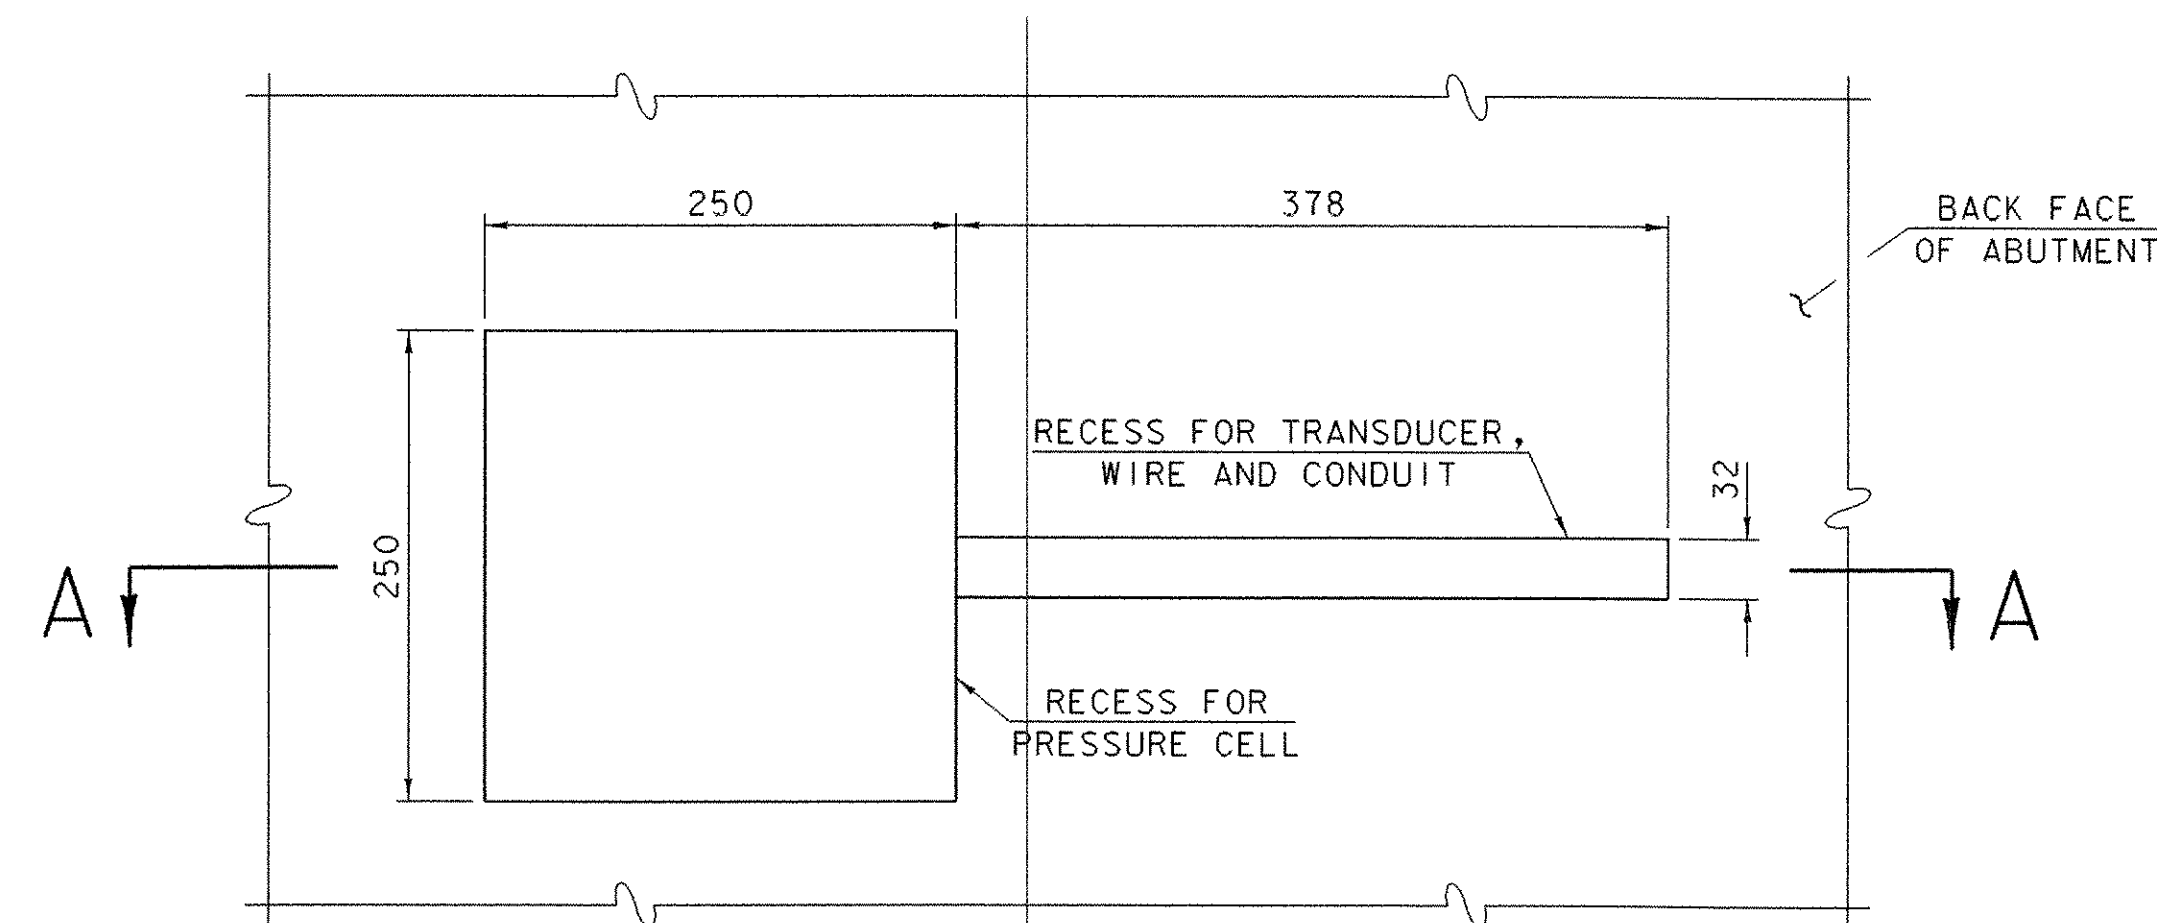 250
378
BACK FACE
OF ABUTMENT
RECESS FOR TRANSDUCER,
WIRE AND CONDUIT
32
250
A
A
RECESS FOR
PRESSURE CELL